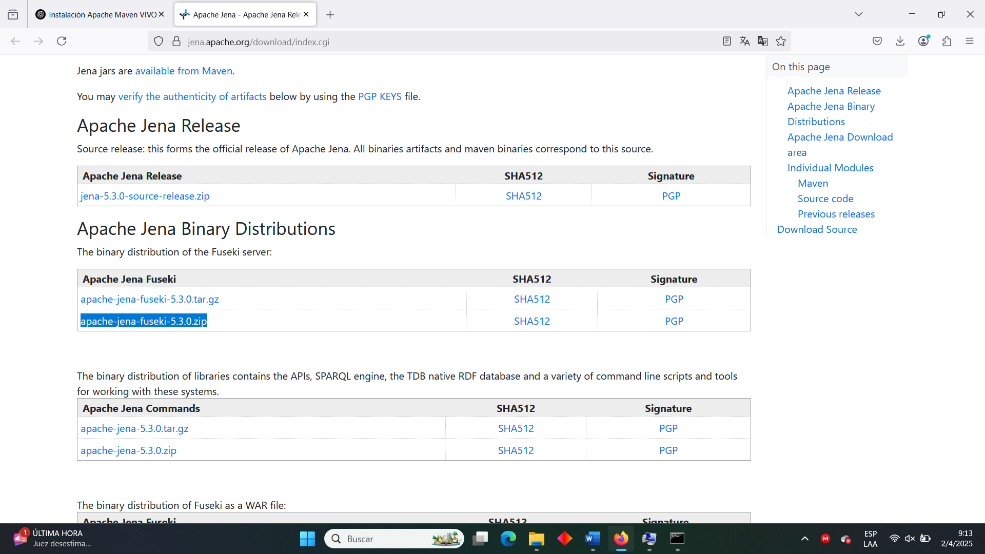 Instalación Apache Maven VIVO
Apache Jena - Apache Jena Rel
jena.apache.org/download/index.cgi
Jena jars are available from Maven.
You may verify the authenticity of artifacts below by using the PGP KEYS file.
Apache Jena Release
Source release: this forms the official release of Apache Jena. All binaries artifacts and maven binaries correspond to this source.
Apache Jena Release SHA512 Signature
jena-5.3.0-source-release.zip SHA512 PGP
Apache Jena Binary Distributions
The binary distribution of the Fuseki server:
Apache Jena Fuseki SHA512 Signature
apache-jena-fuseki-5.3.0.tar.gz SHA512 PGP
apache-jena-fuseki-5.3.0.zip SHA512 PGP
The binary distribution of libraries contains the APIs, SPARQL engine, the TDB native RDF database and a variety of command line scripts and tools
for working with these systems.
Apache Jena Commands SHA512 Signature
apache-jena-5.3.0.tar.gz SHA512 PGP
apache-jena-5.3.0.zip SHA512 PGP
The binary distribution of Fuseki as a WAR file:
Apache Jena Fuseki SHA512 Signature
On this page
Apache Jena Release
Apache Jena Binary
Distributions
Apache Jena Download
area
Individual Modules
Maven
Source code
Previous releases
Download Source
1
ÚLTIMA HORA
Juez desestima...
Buscar
ESP
LAA
9:13
2/4/2025